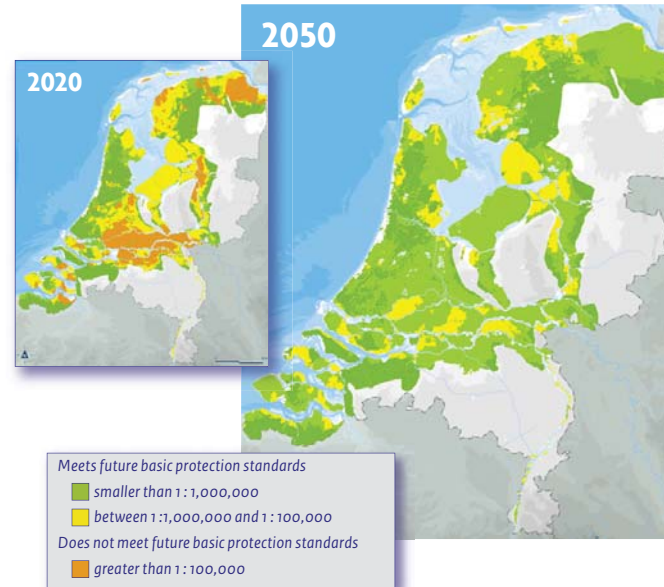 2050
2020
Meets future basic protection standards
smaller than 1 : 1,000,000
between 1 :1,000,000 and 1 : 100,000
Does not meet future basic protection standards
greater than 1 : 100,000